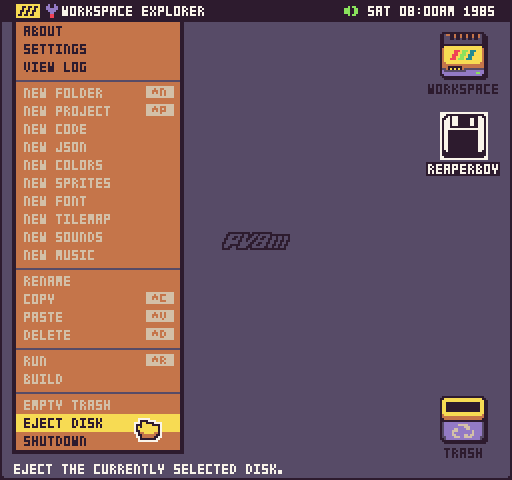 WORKSPACE EXPLORER
SAT 08:00AM 1985
ABOUT
SETTINGS
VIEW LOG
NEW FOLDER ^N
NEW PROJECT ^P
NEW CODE
NEW JSON
NEW COLORS
NEW SPRITES
NEW FONT
NEW TILEMAP
NEW SOUNDS
NEW MUSIC
RENAME
COPY ^C
PASTE ^V
DELETE ^D
RUN ^R
BUILD
EMPTY TRASH
EJECT DISK
SHUTDOWN
WORKSPACE
REAPERBOY
PV8
TRASH
EJECT THE CURRENTLY SELECTED DISK.